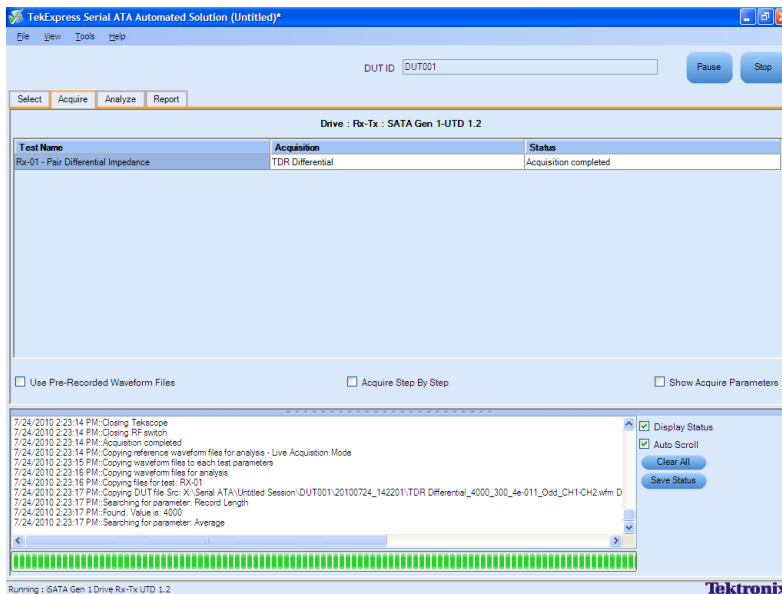 TekExpress Serial ATA Automated Solution (Untitled)*
File View Tools Help
DUT ID DUT001
Pause Stop
Select Acquire Analyze Report
Drive : Rx-Tx : SATA Gen 1-UTD 1.2
Test Name Acquisition Status
Rx-01 - Pair Differential Impedance TDR Differential Acquisition completed
Use Pre-Recorded Waveform Files Acquire Step By Step Show Acquire Parameters
7/24/2010 2:23:14 PM::Closing Tekscope
7/24/2010 2:23:14 PM::Closing RF switch
7/24/2010 2:23:14 PM::Acquisition completed
7/24/2010 2:23:14 PM::Copying reference waveform files for analysis - Live Acquisition Mode
7/24/2010 2:23:15 PM::Copying waveform files to each test parameters
7/24/2010 2:23:16 PM::Copying waveform files for analysis
7/24/2010 2:23:16 PM::Copying files for test: RX-01
7/24/2010 2:23:17 PM::Copying DUT file Src: X:\Serial ATA\Untitled Session\DUT001\20100724_142201\TDR Differential_4000_300_4e-011_Odd_CH1-CH2.wfm D
7/24/2010 2:23:17 PM::Searching for parameter: Record Length
7/24/2010 2:23:17 PM::Found. Value is: 4000
7/24/2010 2:23:17 PM::Searching for parameter: Average
Display Status
Auto Scroll
Clear All
Save Status
Running : iSATA Gen 1 Drive Rx-Tx UTD 1.2
Tektronix